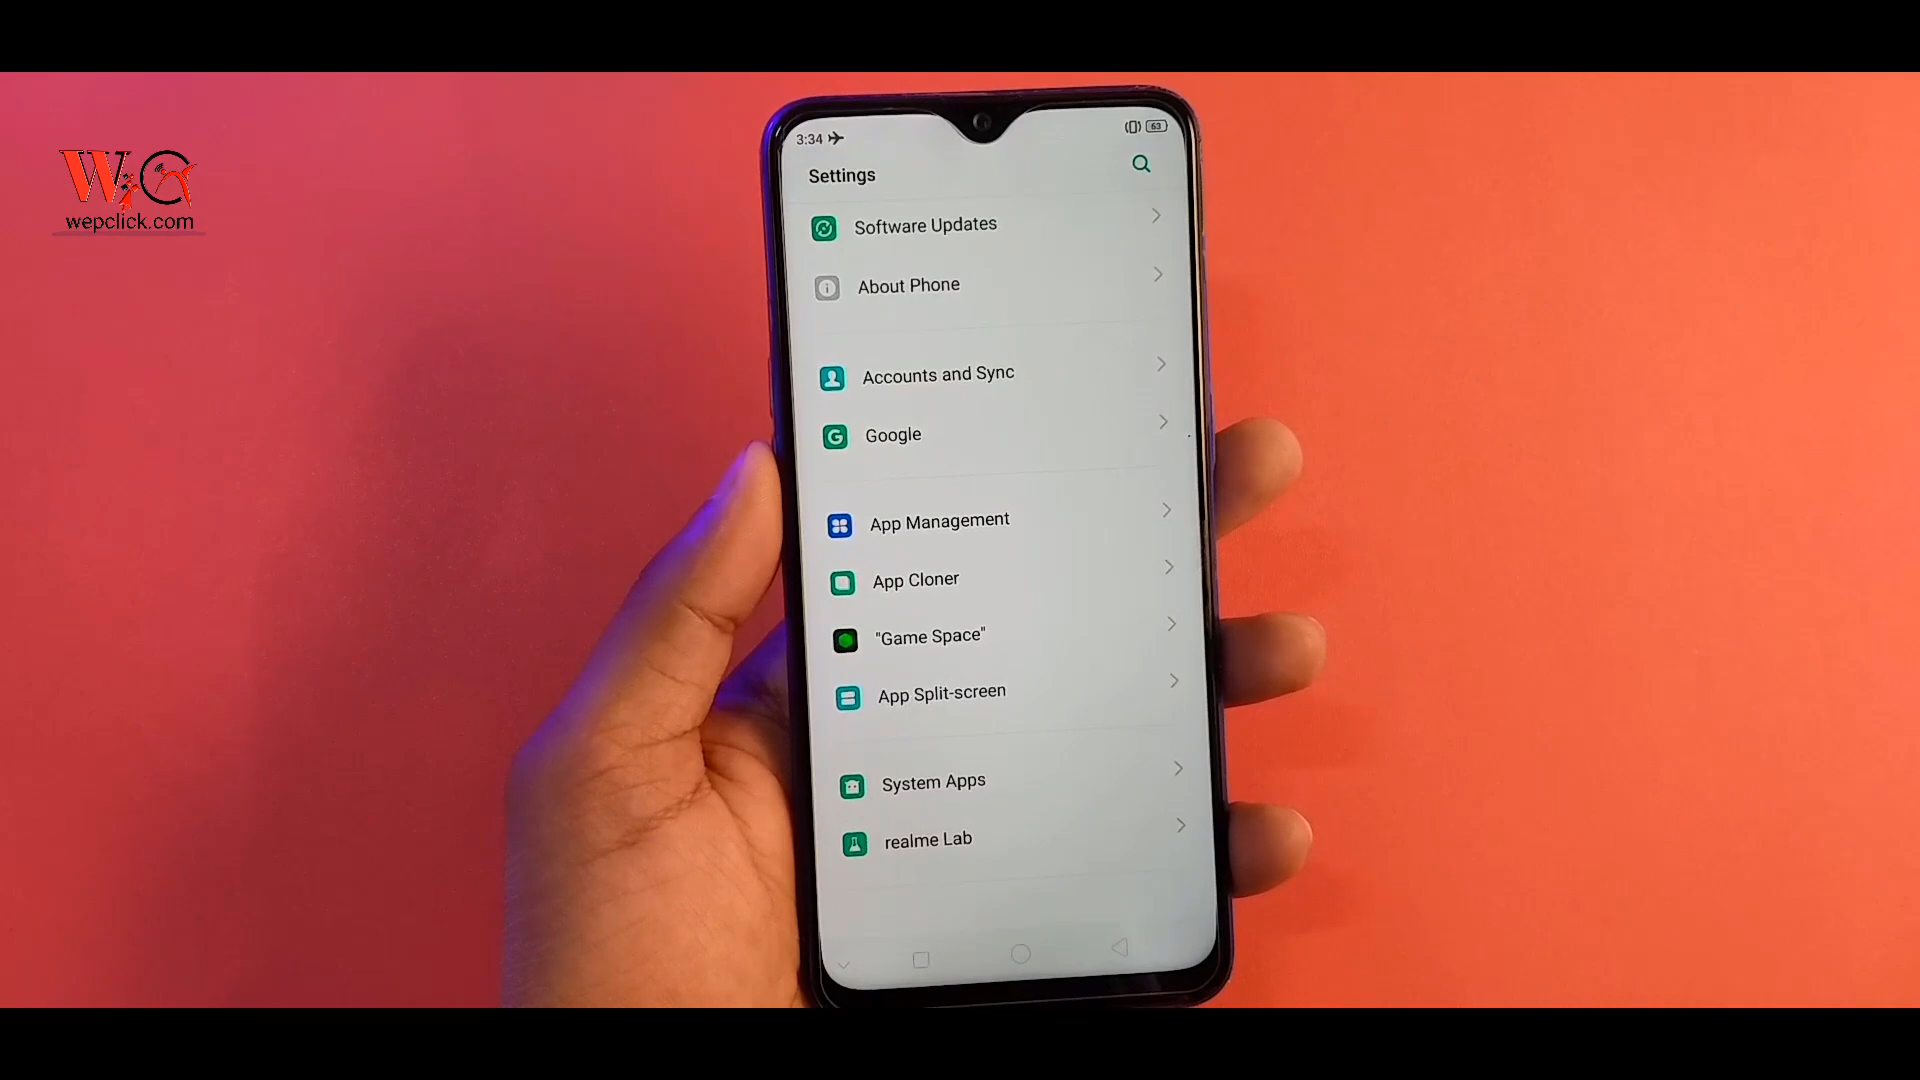 3:34
63
Settings
wepclick.com
Software Updates
About Phone
Accounts and Sync
Google
App Management
App Cloner
"Game Space"
App Split-screen
System Apps
realme Lab